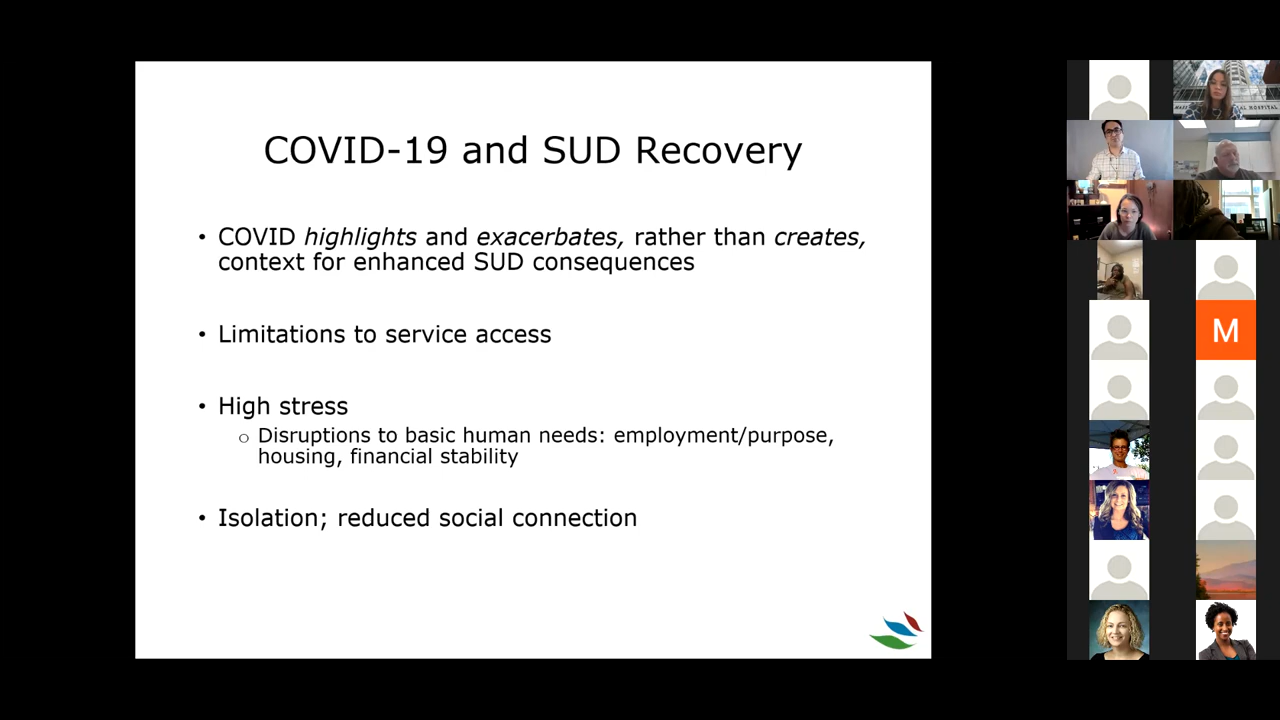 COVID-19 and SUD Recovery
• COVID highlights and exacerbates, rather than creates,
context for enhanced SUD consequences
• Limitations to service access
• High stress
○ Disruptions to basic human needs: employment/purpose,
housing, financial stability
• Isolation; reduced social connection
HOSPITAL
M